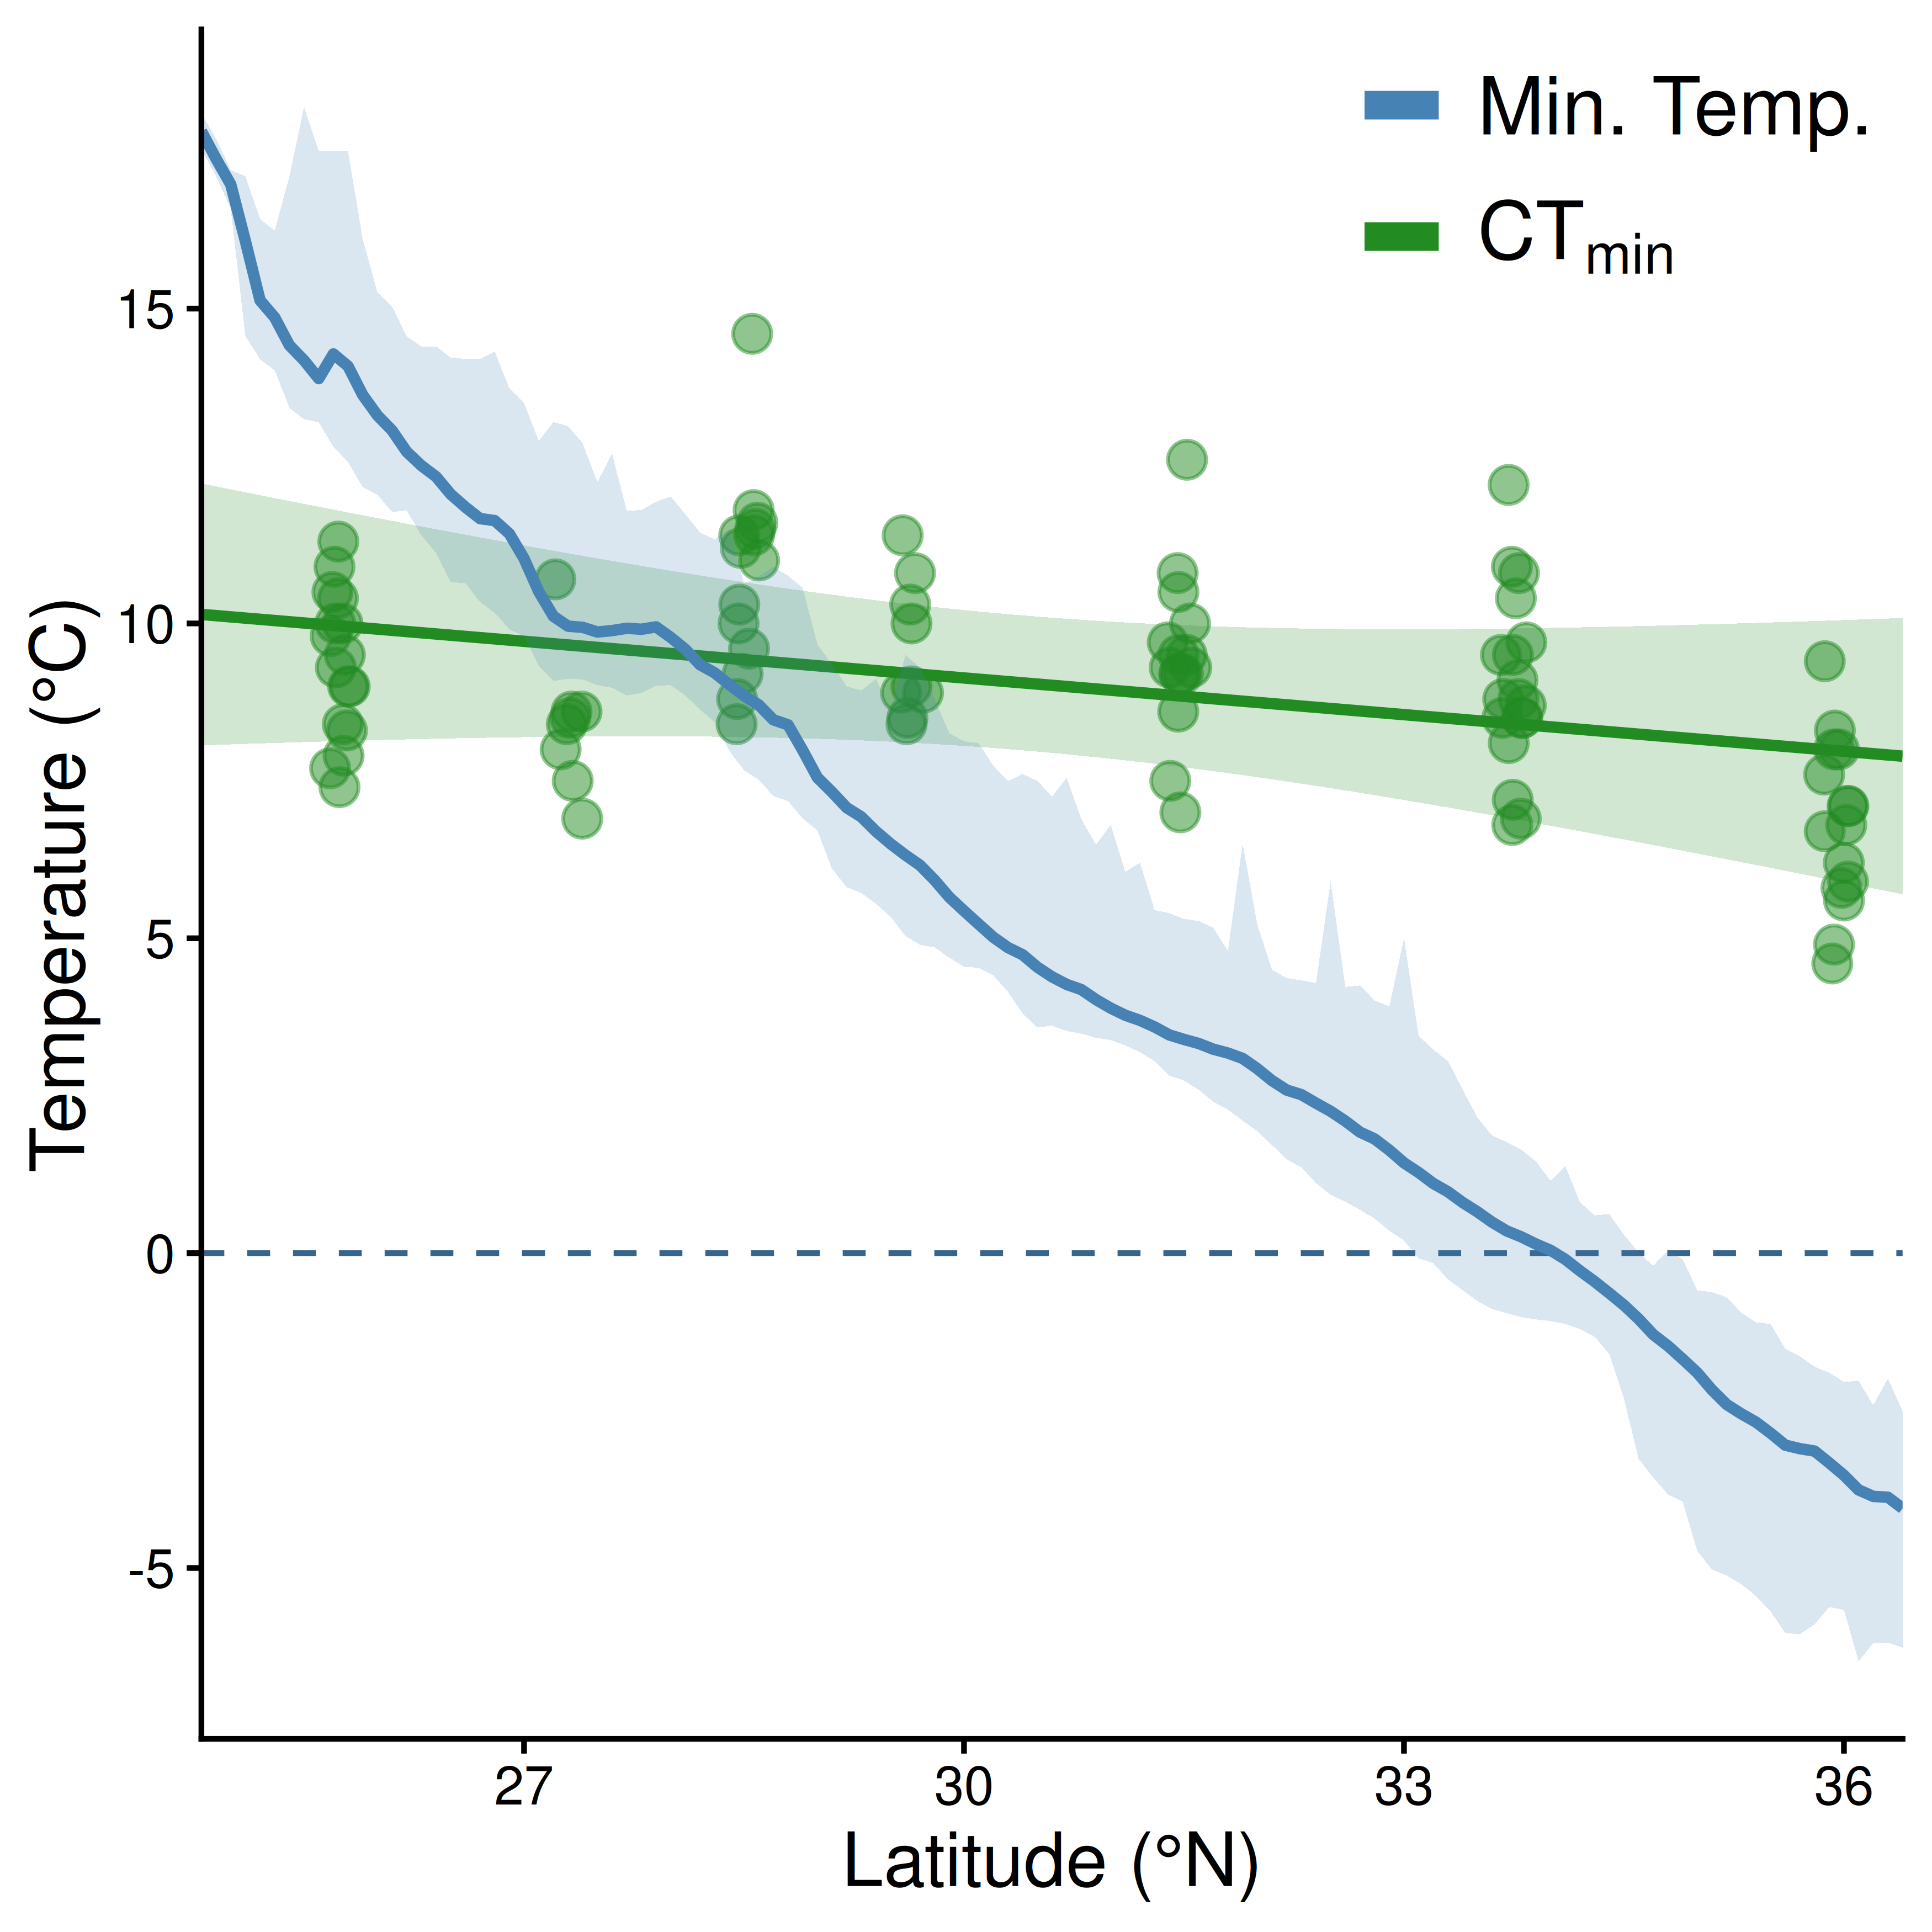 Min. Temp.
CTmin
Temperature (°C)
15
10
5
0
-5
27
30
33
36
Latitude (°N)